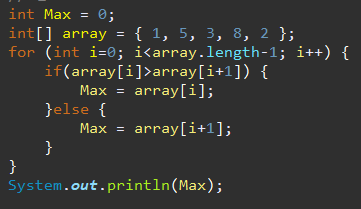 int Max = 0;
int[] array = { 1, 5, 3, 8, 2 };
for (int i=0; i<array.length-1; i++) {
    if(array[i]>array[i+1]) {
        Max = array[i];
    }else {
        Max = array[i+1];
    }
}
System.out.println(Max);